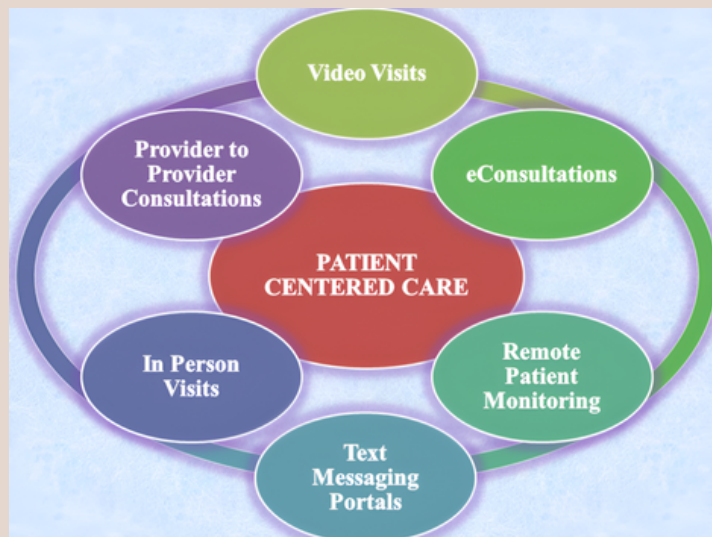 Video Visits
Provider to
Provider
Consultations
eConsultations
PATIENT
CENTERED CARE
In Person
Visits
Remote
Patient
Monitoring
Text
Messaging
Portals